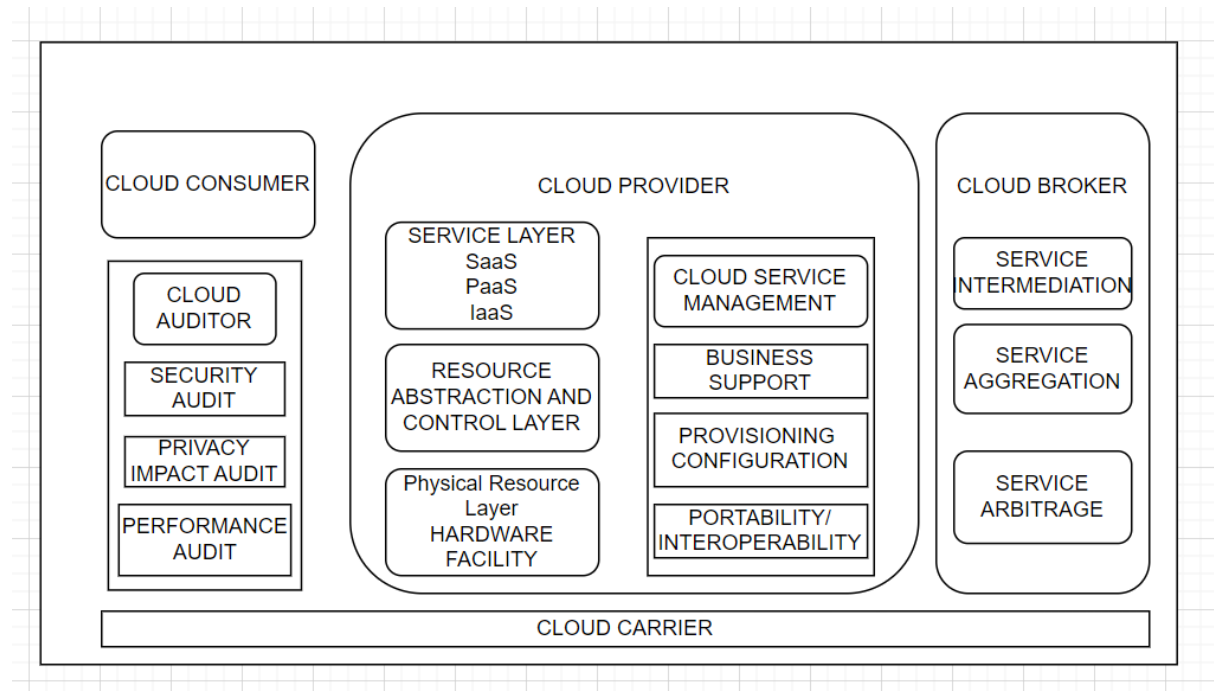 CLOUD CONSUMER
CLOUD
AUDITOR
SECURITY
AUDIT
PRIVACY
IMPACT AUDIT
PERFORMANCE
AUDIT
CLOUD PROVIDER
SERVICE LAYER
SaaS
PaaS
IaaS
RESOURCE
ABSTRACTION AND
CONTROL LAYER
Physical Resource
Layer
HARDWARE
FACILITY
CLOUD SERVICE
MANAGEMENT
BUSINESS
SUPPORT
PROVISIONING
CONFIGURATION
PORTABILITY/
INTEROPERABILITY
CLOUD BROKER
SERVICE
INTERMEDIATION
SERVICE
AGGREGATION
SERVICE
ARBITRAGE
CLOUD CARRIER